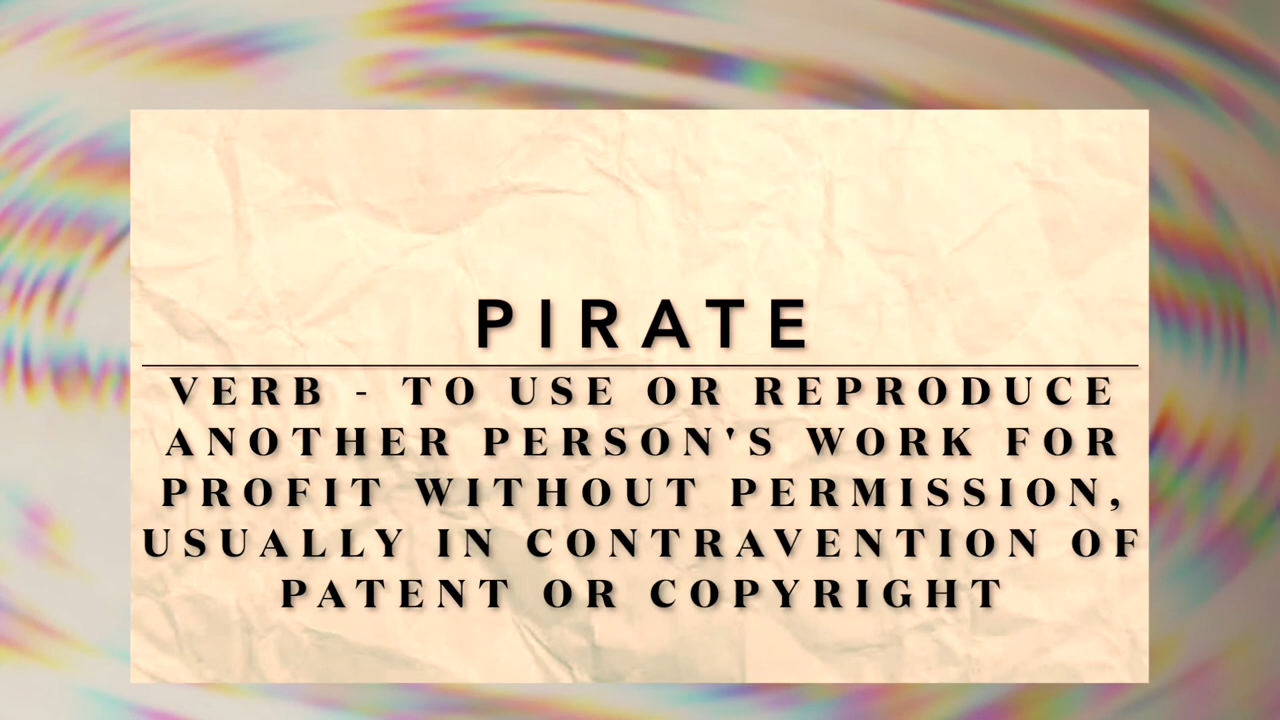 PIRATE
VERB - TO USE OR REPRODUCE
ANOTHER PERSON'S WORK FOR
PROFIT WITHOUT PERMISSION,
USUALLY IN CONTRAVENTION OF
PATENT OR COPYRIGHT